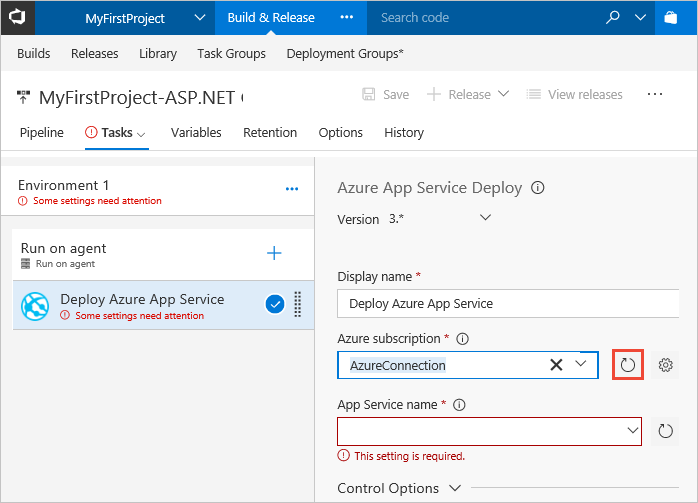 MyFirstProject
Build & Release
Search code
Builds Releases Library Task Groups Deployment Groups*
MyFirstProject-ASP.NET
Save
Release
View releases
Pipeline Tasks Variables Retention Options History
Environment 1
Some settings need attention
Run on agent
Run on agent
Deploy Azure App Service
Some settings need attention
Azure App Service Deploy
Version 3.*
Display name *
Deploy Azure App Service
Azure subscription *
AzureConnection
App Service name *
This setting is required.
Control Options